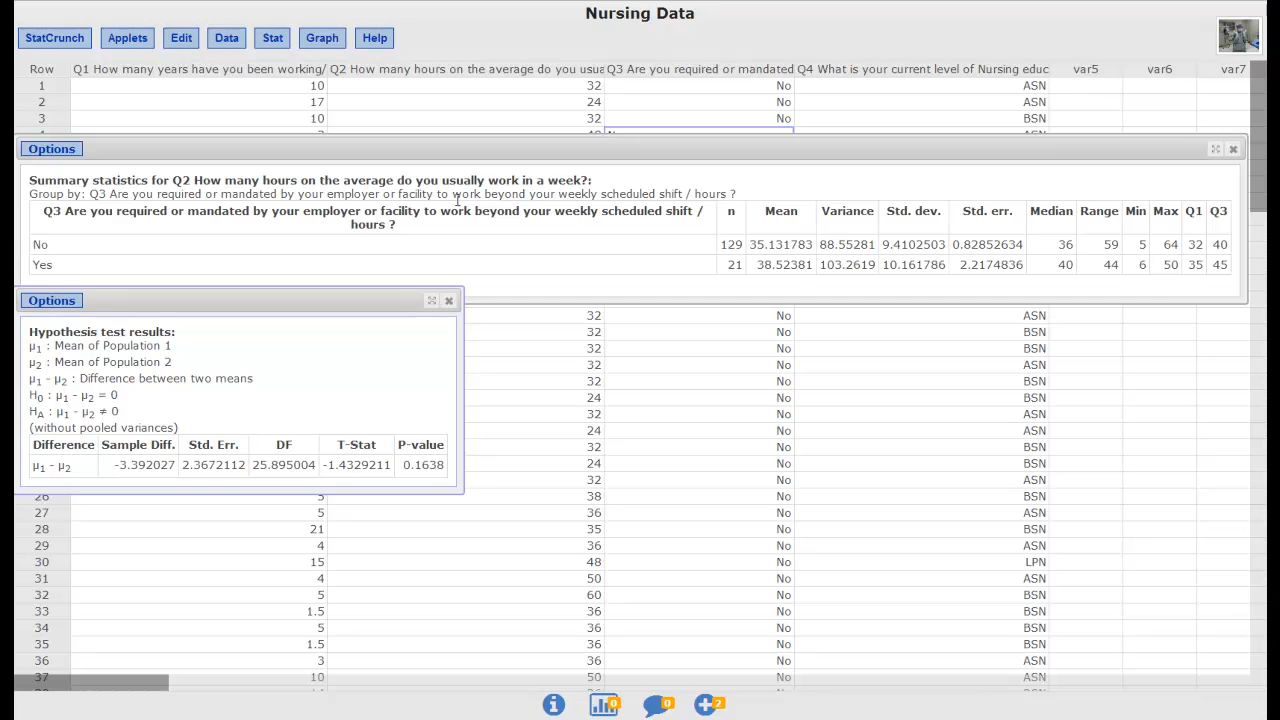 Nursing Data
StatCrunch Applets Edit Data Stat Graph Help
Row Q1 How many years have you been working/ Q2 How many hours on the average do you usua Q3 Are you required or mandated Q4 What is your current level of Nursing educ var5 var6 var7
1 10 32 No ASN
2 17 24 No ASN
3 10 32 No BSN
Options
Summary statistics for Q2 How many hours on the average do you usually work in a week?:
Group by: Q3 Are you required or mandated by your employer or facility to work beyond your weekly scheduled shift / hours ?
Q3 Are you required or mandated by your employer or facility to work beyond your weekly scheduled shift / hours ? n Mean Variance Std. dev. Std. err. Median Range Min Max Q1 Q3
No 129 35.131783 88.55281 9.4102503 0.82852634 36 59 5 64 32 40
Yes 21 38.52381 103.2619 10.161786 2.2174836 40 44 6 50 35 45
Options
Hypothesis test results:
μ1 : Mean of Population 1
μ2 : Mean of Population 2
μ1 - μ2 : Difference between two means
H0 : μ1 - μ2 = 0
HA : μ1 - μ2 ≠ 0
(without pooled variances)
Difference Sample Diff. Std. Err. DF T-Stat P-value
μ1 - μ2 -3.392027 2.3672112 25.895004 -1.4329211 0.1638
32 No ASN
32 No BSN
32 No BSN
32 No ASN
32 No BSN
24 No BSN
32 No ASN
24 No ASN
32 No BSN
24 No BSN
32 No ASN
26 5 38 No BSN
27 5 36 No ASN
28 21 35 No BSN
29 4 36 No ASN
30 15 48 No LPN
31 4 50 No ASN
32 5 60 No BSN
33 1.5 36 No BSN
34 5 36 No BSN
35 1.5 36 No BSN
36 3 36 No ASN
37 10 50 No BSN
0 0 2